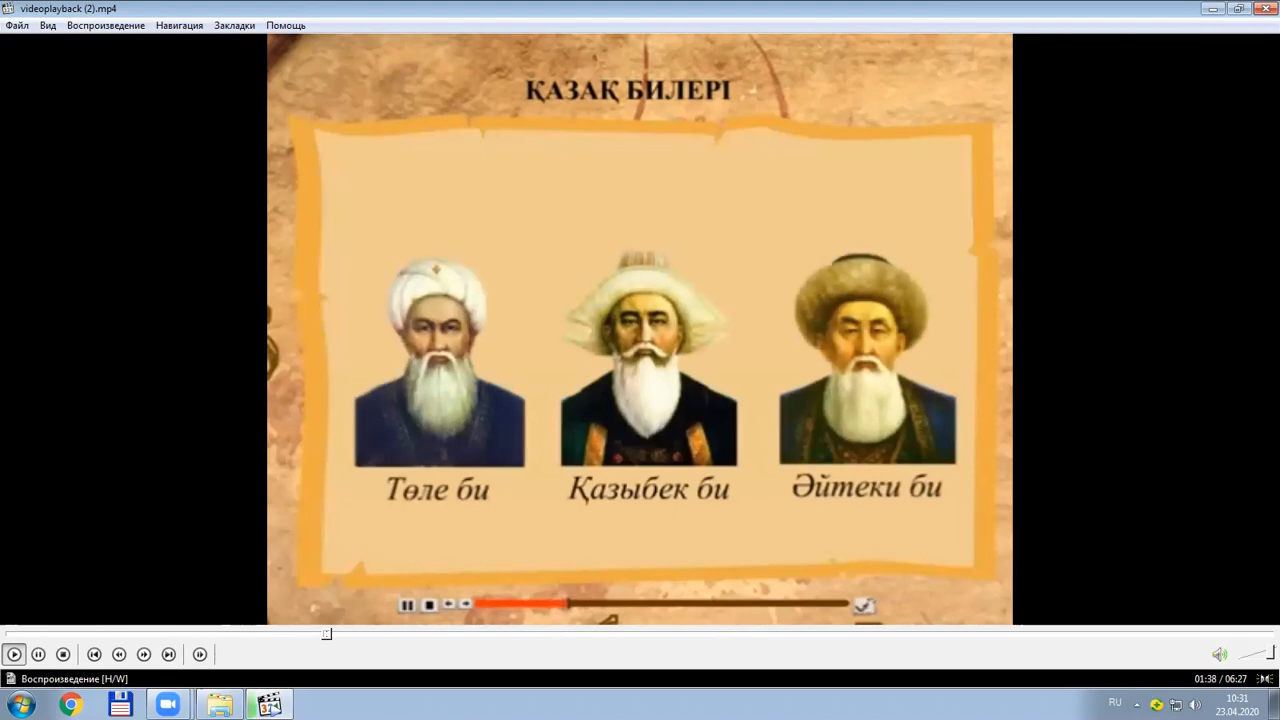 videoplayback (2).mp4
Файл Вид Воспроизведение Навигация Закладки Помощь
ҚАЗАҚ БИЛЕРІ
Төле би Қазыбек би Әйтеки би
Воспроизведение [H/W] 01:38 / 06:27
RU 10:31
23.04.2020